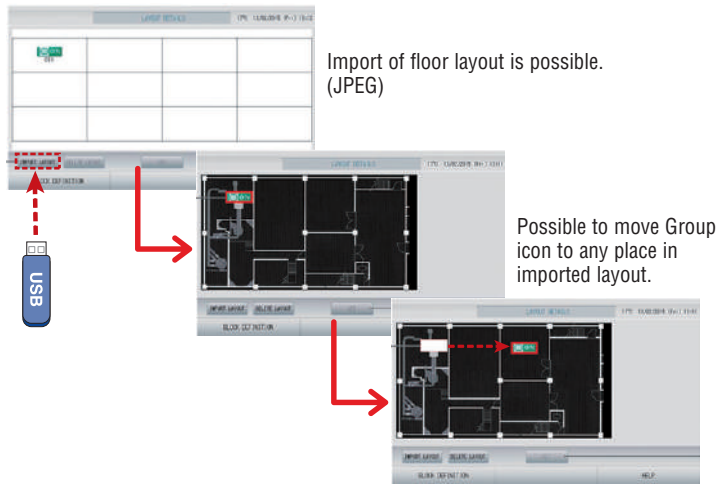 LAYOUT DETAILS
Import of floor layout is possible.
(JPEG)
IMPORT LAYOUT DELETE LAYOUT
BLOCK DEFINITION
USB
LAYOUT DETAILS
IMPORT LAYOUT DELETE LAYOUT
BLOCK DEFINITION
Possible to move Group
icon to any place in
imported layout.
LAYOUT DETAILS
IMPORT LAYOUT DELETE LAYOUT
BLOCK DEFINITION HELP